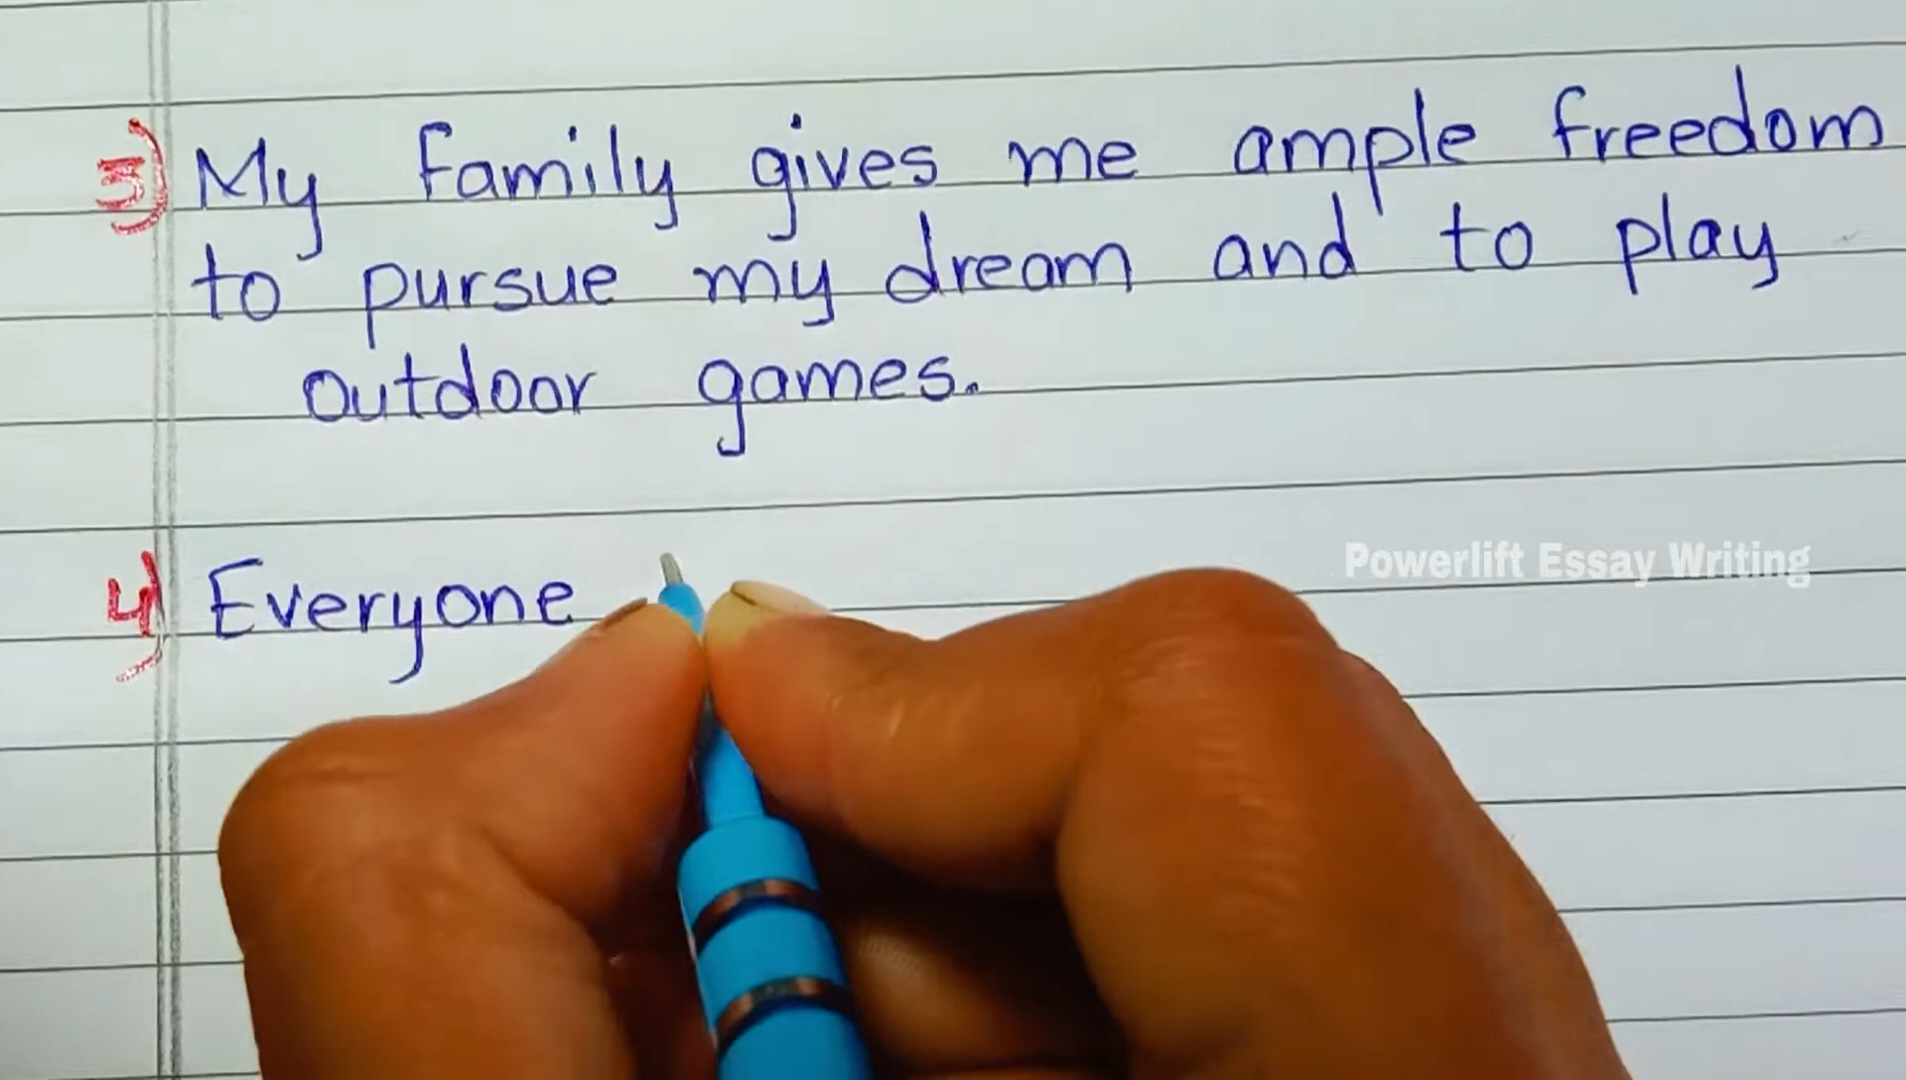 3) My family gives me ample freedom
to pursue my dream and to play
outdoor games.
4) Everyone
Powerlift Essay Writing